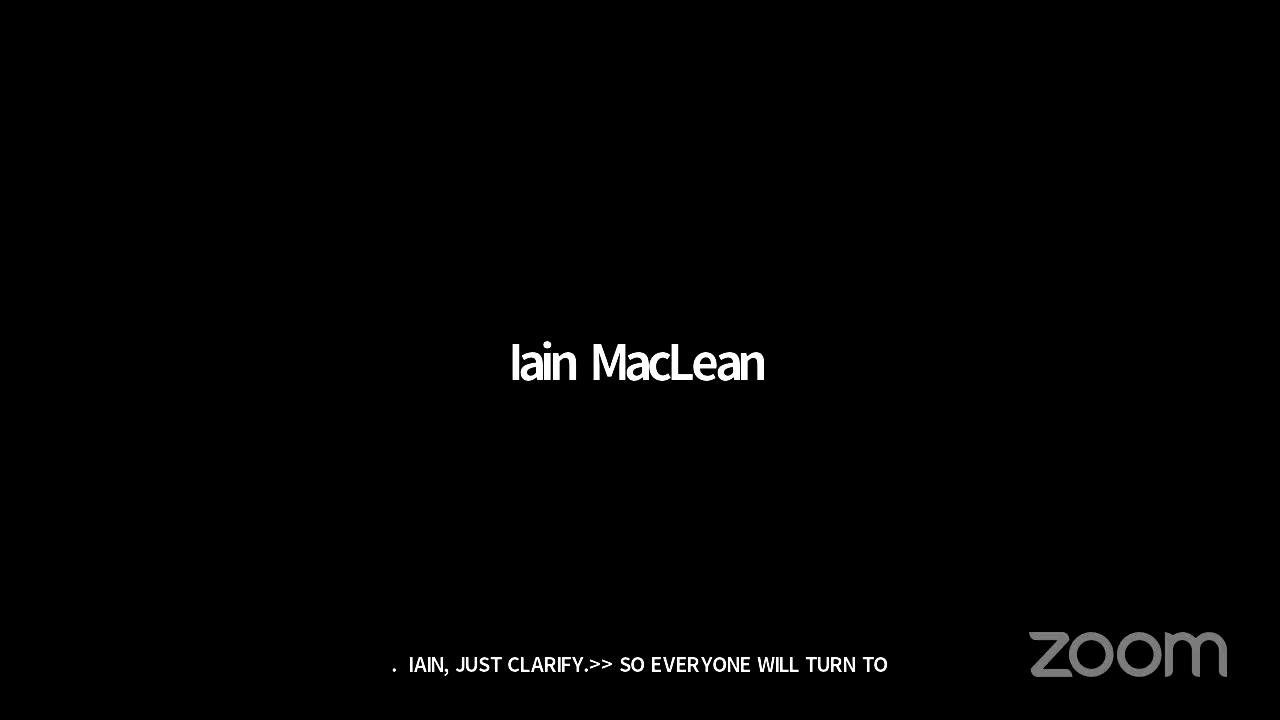 Iain MacLean
. IAIN, JUST CLARIFY.>> SO EVERYONE WILL TURN TO
zoom